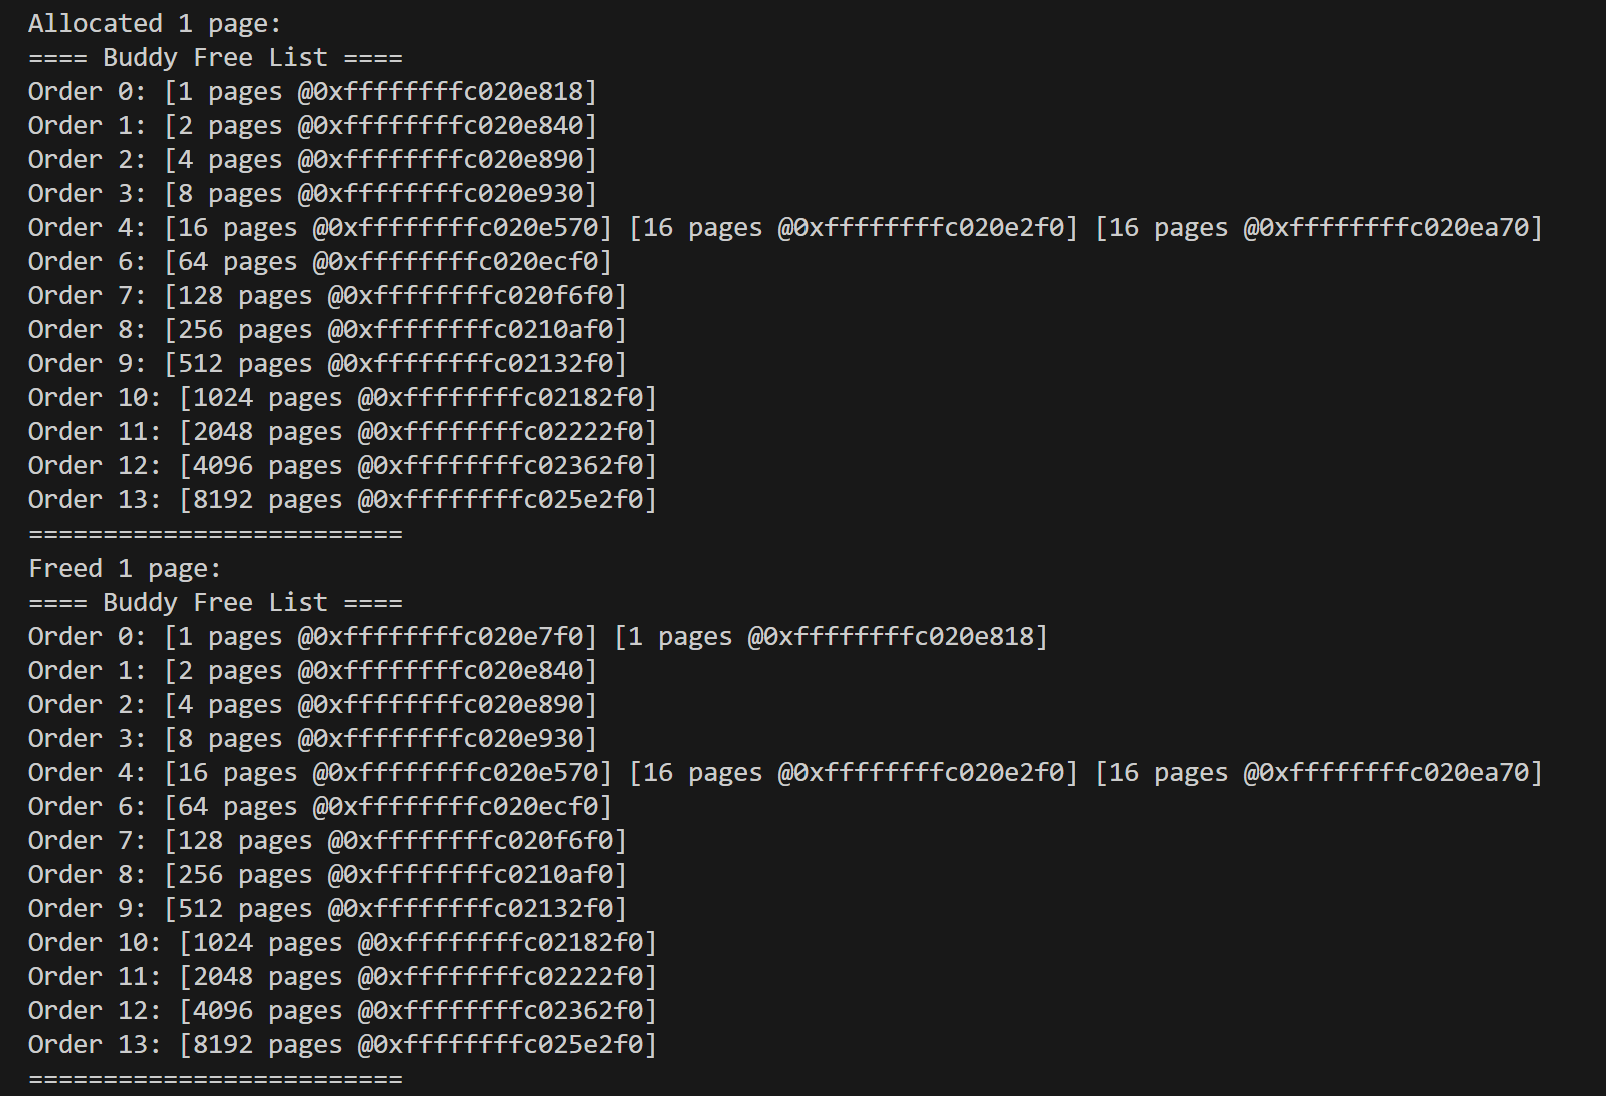 Allocated 1 page:
==== Buddy Free List ====
Order 0: [1 pages @0xffffffffc020e818]
Order 1: [2 pages @0xffffffffc020e840]
Order 2: [4 pages @0xffffffffc020e890]
Order 3: [8 pages @0xffffffffc020e930]
Order 4: [16 pages @0xffffffffc020e570] [16 pages @0xffffffffc020e2f0] [16 pages @0xffffffffc020ea70]
Order 6: [64 pages @0xffffffffc020ecf0]
Order 7: [128 pages @0xffffffffc020f6f0]
Order 8: [256 pages @0xffffffffc0210af0]
Order 9: [512 pages @0xffffffffc02132f0]
Order 10: [1024 pages @0xffffffffc02182f0]
Order 11: [2048 pages @0xffffffffc02222f0]
Order 12: [4096 pages @0xffffffffc02362f0]
Order 13: [8192 pages @0xffffffffc025e2f0]
=========================
Freed 1 page:
==== Buddy Free List ====
Order 0: [1 pages @0xffffffffc020e7f0] [1 pages @0xffffffffc020e818]
Order 1: [2 pages @0xffffffffc020e840]
Order 2: [4 pages @0xffffffffc020e890]
Order 3: [8 pages @0xffffffffc020e930]
Order 4: [16 pages @0xffffffffc020e570] [16 pages @0xffffffffc020e2f0] [16 pages @0xffffffffc020ea70]
Order 6: [64 pages @0xffffffffc020ecf0]
Order 7: [128 pages @0xffffffffc020f6f0]
Order 8: [256 pages @0xffffffffc0210af0]
Order 9: [512 pages @0xffffffffc02132f0]
Order 10: [1024 pages @0xffffffffc02182f0]
Order 11: [2048 pages @0xffffffffc02222f0]
Order 12: [4096 pages @0xffffffffc02362f0]
Order 13: [8192 pages @0xffffffffc025e2f0]
=========================